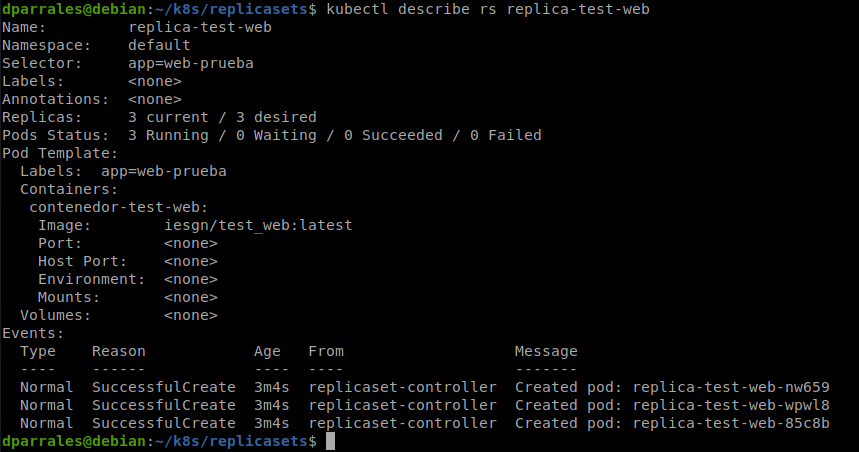 dparrales@debian:~/k8s/replicasets$ kubectl describe rs replica-test-web
Name:         replica-test-web
Namespace:    default
Selector:     app=web-prueba
Labels:       <none>
Annotations:  <none>
Replicas:     3 current / 3 desired
Pods Status:  3 Running / 0 Waiting / 0 Succeeded / 0 Failed
Pod Template:
  Labels:  app=web-prueba
  Containers:
   contenedor-test-web:
    Image:        iesgn/test_web:latest
    Port:         <none>
    Host Port:    <none>
    Environment:  <none>
    Mounts:       <none>
  Volumes:        <none>
Events:
  Type    Reason            Age   From                   Message
  ----    ------            ----  ----                   -------
  Normal  SuccessfulCreate  3m4s  replicaset-controller  Created pod: replica-test-web-nw659
  Normal  SuccessfulCreate  3m4s  replicaset-controller  Created pod: replica-test-web-wpwl8
  Normal  SuccessfulCreate  3m4s  replicaset-controller  Created pod: replica-test-web-85c8b
dparrales@debian:~/k8s/replicasets$